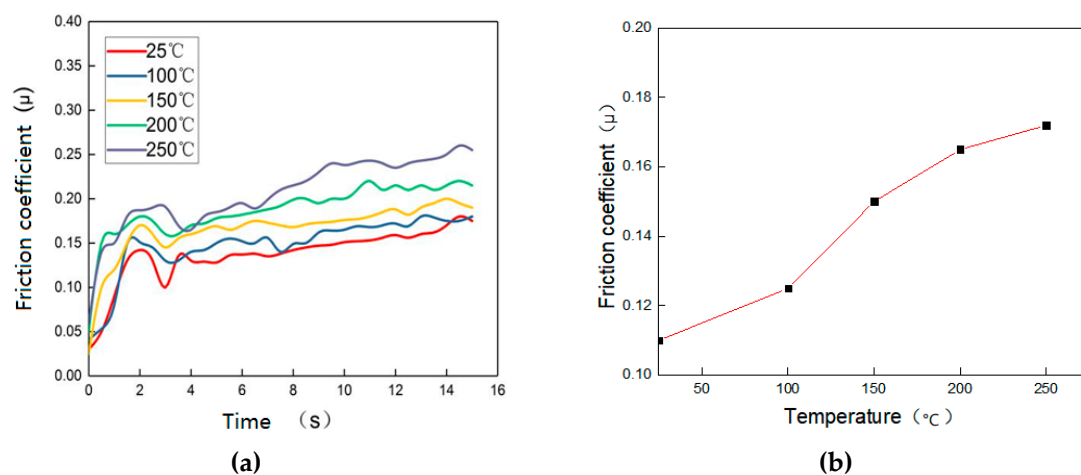 0.40
0.35
0.30
0.25
0.20
0.15
0.10
0.05
0.00
Friction coefficient (μ)
25℃
100℃
150℃
200℃
250℃
0 2 4 6 8 10 12 14 16
Time （s）
(a)
0.20
0.18
0.16
0.14
0.12
0.10
Friction coefficient（μ）
50 100 150 200 250
Temperature（℃）
(b)